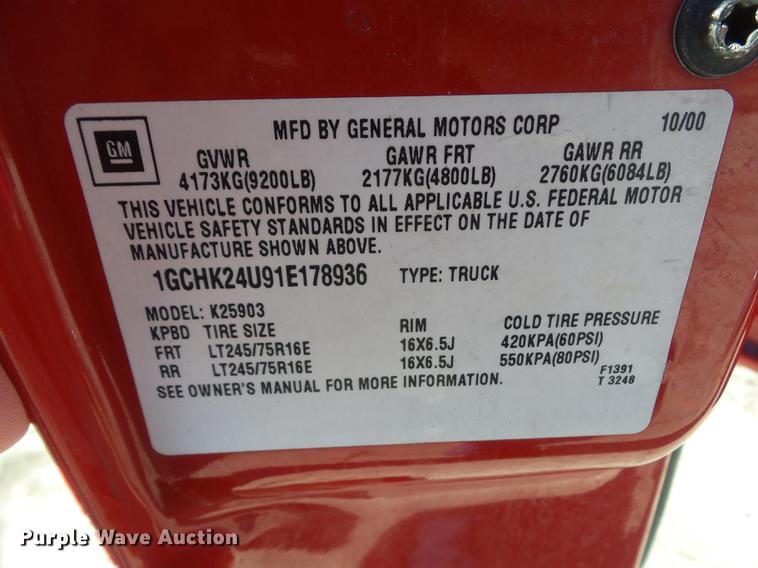 GM
MFD BY GENERAL MOTORS CORP 10/00
GVWR GAWR FRT GAWR RR
4173KG(9200LB) 2177KG(4800LB) 2760KG(6084LB)
THIS VEHICLE CONFORMS TO ALL APPLICABLE U.S. FEDERAL MOTOR
VEHICLE SAFETY STANDARDS IN EFFECT ON THE DATE OF
MANUFACTURE SHOWN ABOVE.
1GCHK24U91E178936 TYPE: TRUCK
MODEL: K25903
KPBD TIRE SIZE RIM COLD TIRE PRESSURE
FRT LT245/75R16E 16X6.5J 420KPA(60PSI)
RR LT245/75R16E 16X6.5J 550KPA(80PSI)
SEE OWNER'S MANUAL FOR MORE INFORMATION.
F1391
T 3248
Purple Wave Auction